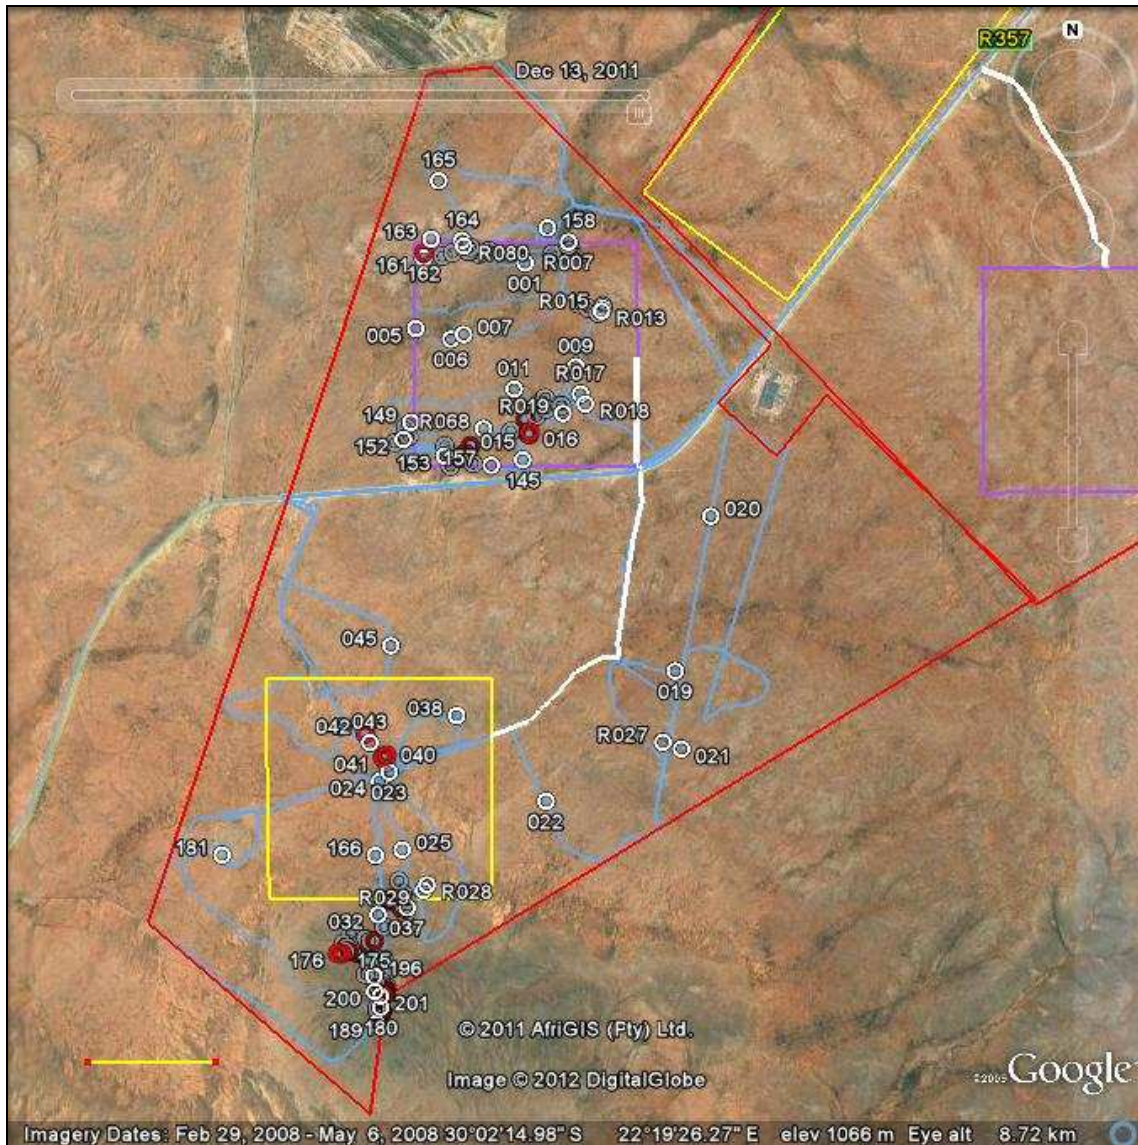 R357
N
Dec 13, 2011
165
163 164 158
R080
161 162 R007
001
R015 R013
005 007
006
009
011
R017
R019 R018
149 R068
016
152 015
153 157
145
020
045
019
038
042 043
R027
040
041
021
024 023
022
181 166 025
R028
R029
032 037
176 175
196
200 201
189 180
© 2011 AfriGIS (Pty) Ltd.
Image © 2012 DigitalGlobe
©2009 Google
Imagery Dates: Feb 29, 2008 - May 6, 2008 30°02'14.98" S 22°19'26.27" E elev 1066 m Eye alt 8.72 km